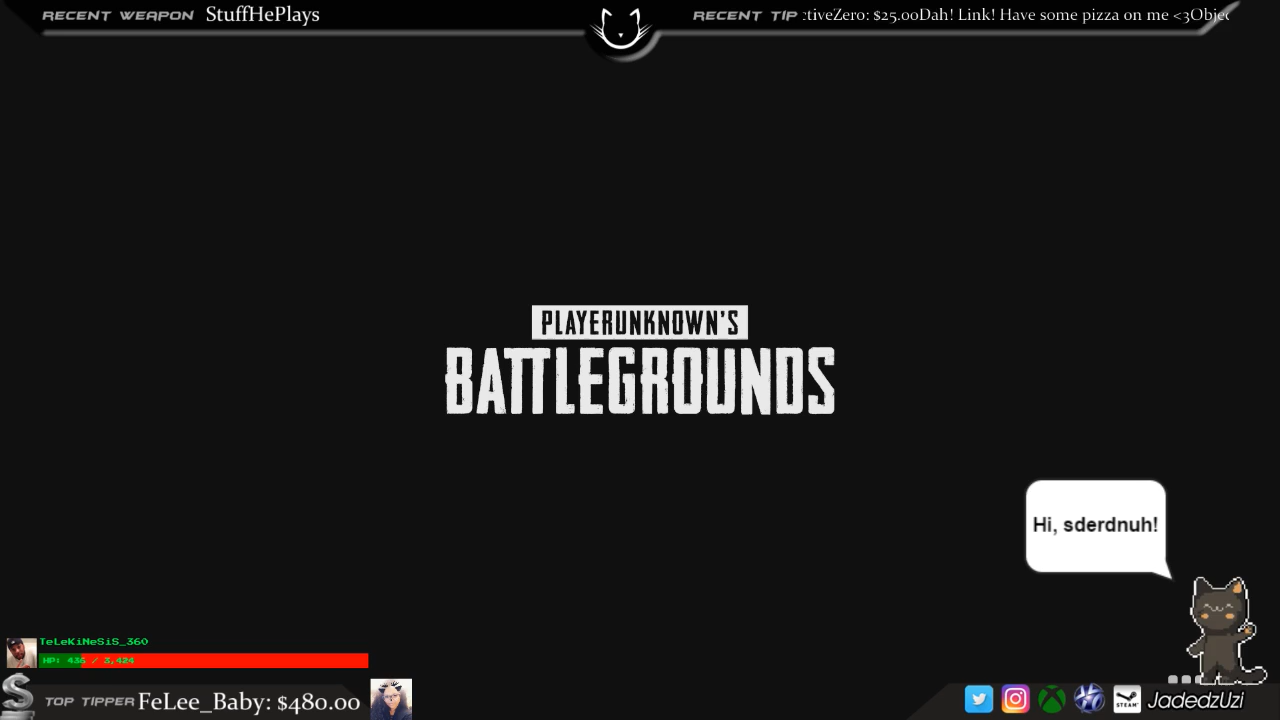 RECENT WEAPON StuffHePlays
RECENT TIP :tiveZero: $25.00Dah! Link! Have some pizza on me <3Objec
PLAYERUNKNOWN'S
BATTLEGROUNDS
Hi, sderdnuh!
TeLeKiNeSiS_360
HP: 436 / 3,424
TOP TIPPER FeLee_Baby: $480.00
STEAM
JadedzUzi